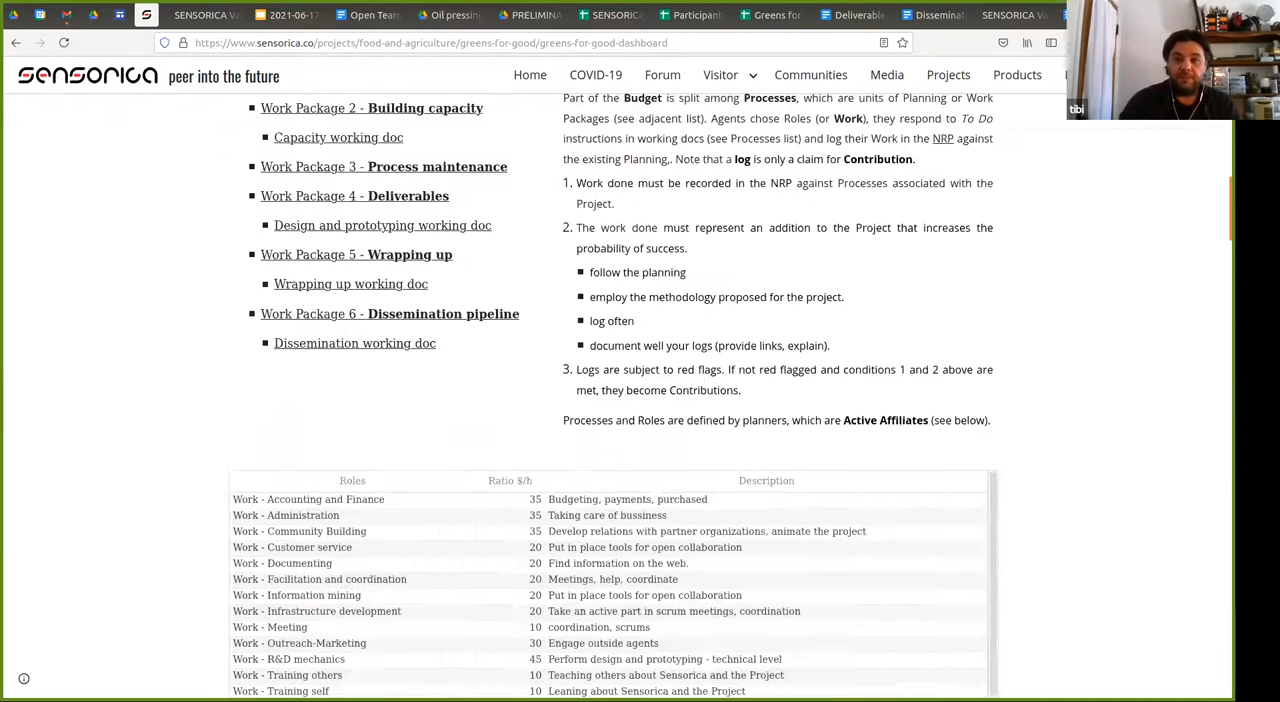 SENSORICA Va
2021-06-17
Open Team
Oil pressin
PRELIMINA
SENSORICA
Participant
Greens for
Deliverable
Disseminat
SENSORICA Va
https://www.sensorica.co/projects/food-and-agriculture/greens-for-good/greens-for-good-dashboard
tibi
sensorica peer into the future
Home COVID-19 Forum Visitor Communities Media Projects Products
Work Package 2 - Building capacity
Capacity working doc
Work Package 3 - Process maintenance
Work Package 4 - Deliverables
Design and prototyping working doc
Work Package 5 - Wrapping up
Wrapping up working doc
Work Package 6 - Dissemination pipeline
Dissemination working doc
Part of the Budget is split among Processes, which are units of Planning or Work
Packages (see adjacent list). Agents chose Roles (or Work), they respond to To Do
instructions in working docs (see Processes list) and log their Work in the NRP against
the existing Planning,. Note that a log is only a claim for Contribution.
1. Work done must be recorded in the NRP against Processes associated with the
Project.
2. The work done must represent an addition to the Project that increases the
probability of success.
follow the planning
employ the methodology proposed for the project.
log often
document well your logs (provide links, explain).
3. Logs are subject to red flags. If not red flagged and conditions 1 and 2 above are
met, they become Contributions.
Processes and Roles are defined by planners, which are Active Affiliates (see below).
Roles Ratio $/h Description
Work - Accounting and Finance 35 Budgeting, payments, purchased
Work - Administration 35 Taking care of bussiness
Work - Community Building 35 Develop relations with partner organizations, animate the project
Work - Customer service 20 Put in place tools for open collaboration
Work - Documenting 20 Find information on the web.
Work - Facilitation and coordination 20 Meetings, help, coordinate
Work - Information mining 20 Put in place tools for open collaboration
Work - Infrastructure development 20 Take an active part in scrum meetings, coordination
Work - Meeting 10 coordination, scrums
Work - Outreach-Marketing 30 Engage outside agents
Work - R&D mechanics 45 Perform design and prototyping - technical level
Work - Training others 10 Teaching others about Sensorica and the Project
Work - Training self 10 Leaning about Sensorica and the Project